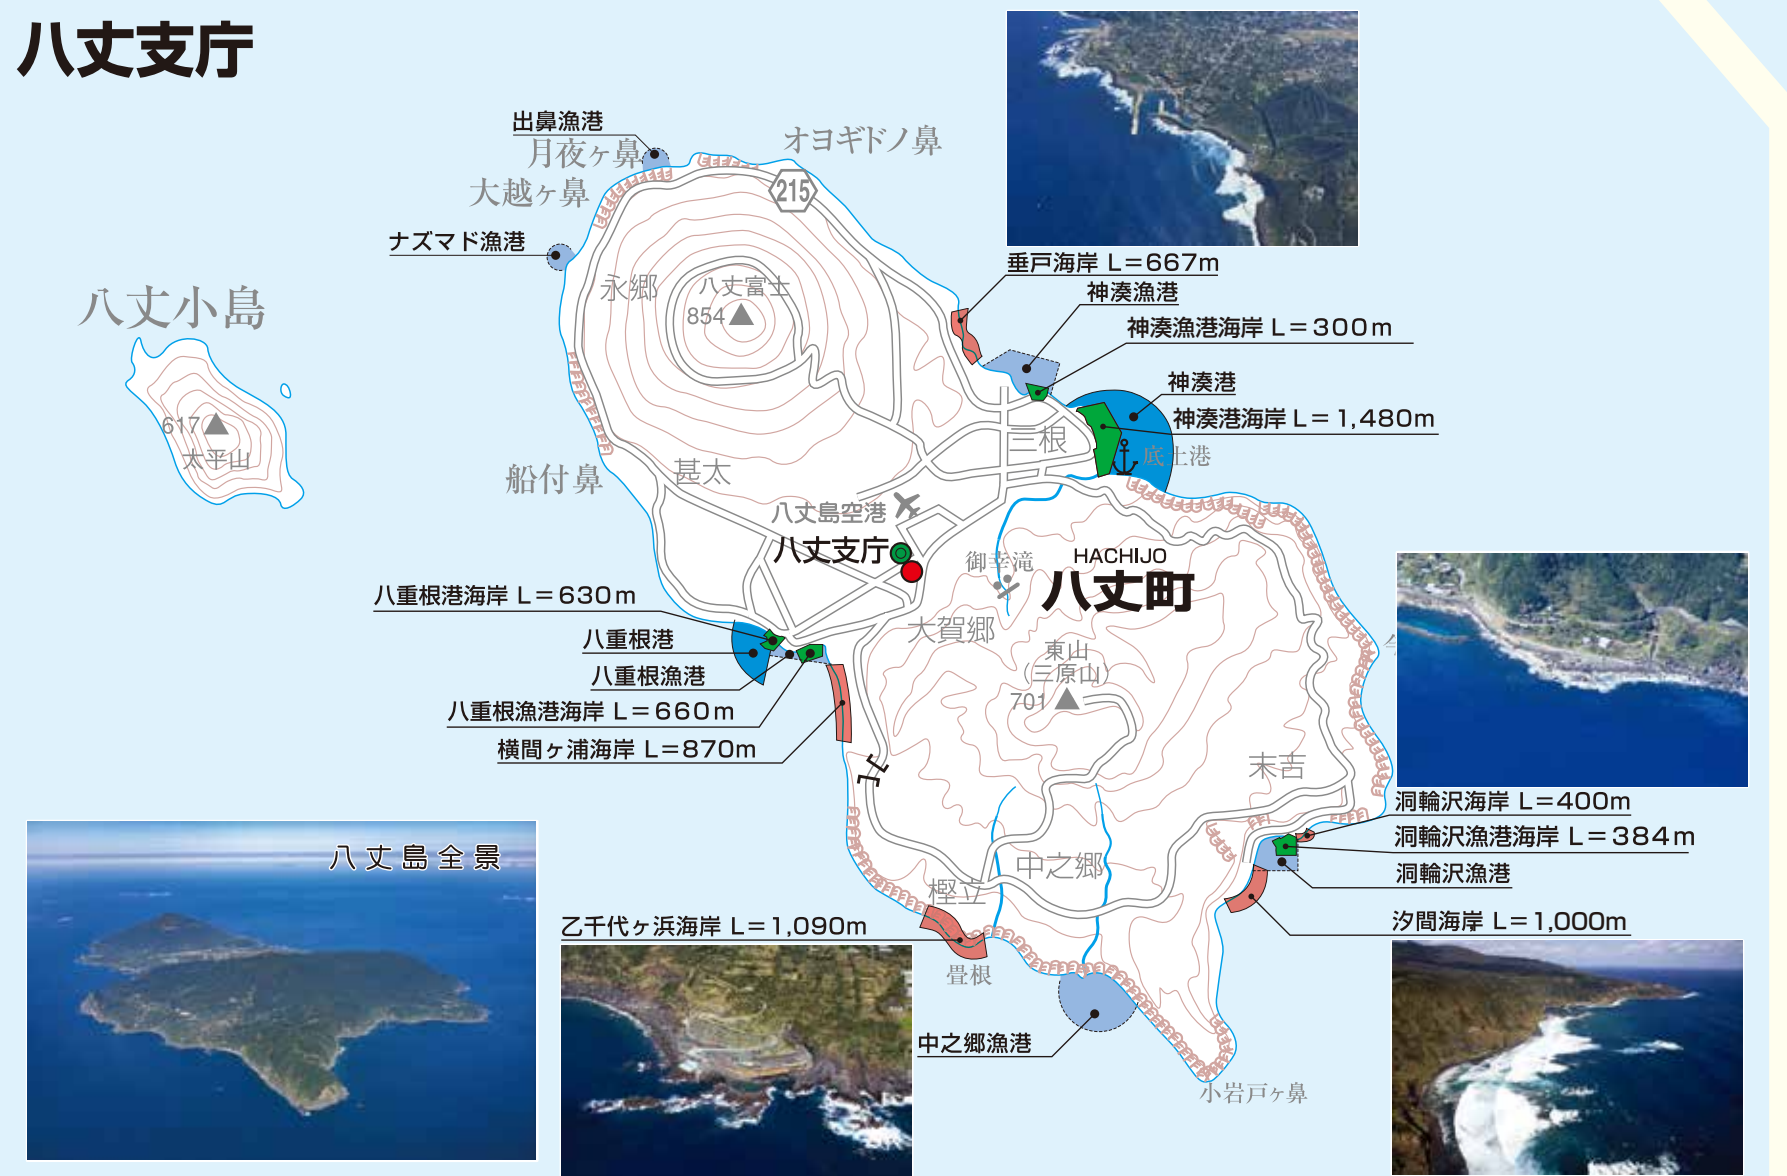 八丈支庁
出鼻漁港
月夜ヶ鼻
オヨギドノ鼻
大越ヶ鼻
215
ナズマド漁港
垂戸海岸 L=667m
八丈小島
永郷
八丈富士
854
神湊漁港
神湊漁港海岸 L=300m
神湊港
神湊港海岸 L=1,480m
617
太平山
三根
底土港
船付鼻
甚太
八丈島空港
八丈支庁
御幸滝
HACHIJO
八丈町
八重根港海岸 L=630m
大賀郷
八重根港
東山
(三原山)
701
八重根漁港
八重根漁港海岸 L=660m
横間ヶ浦海岸 L=870m
末吉
洞輪沢海岸 L=400m
洞輪沢漁港海岸 L=384m
洞輪沢漁港
八丈島全景
中之郷
樫立
乙千代ヶ浜海岸 L=1,090m
汐間海岸 L=1,000m
畳根
中之郷漁港
小岩戸ヶ鼻